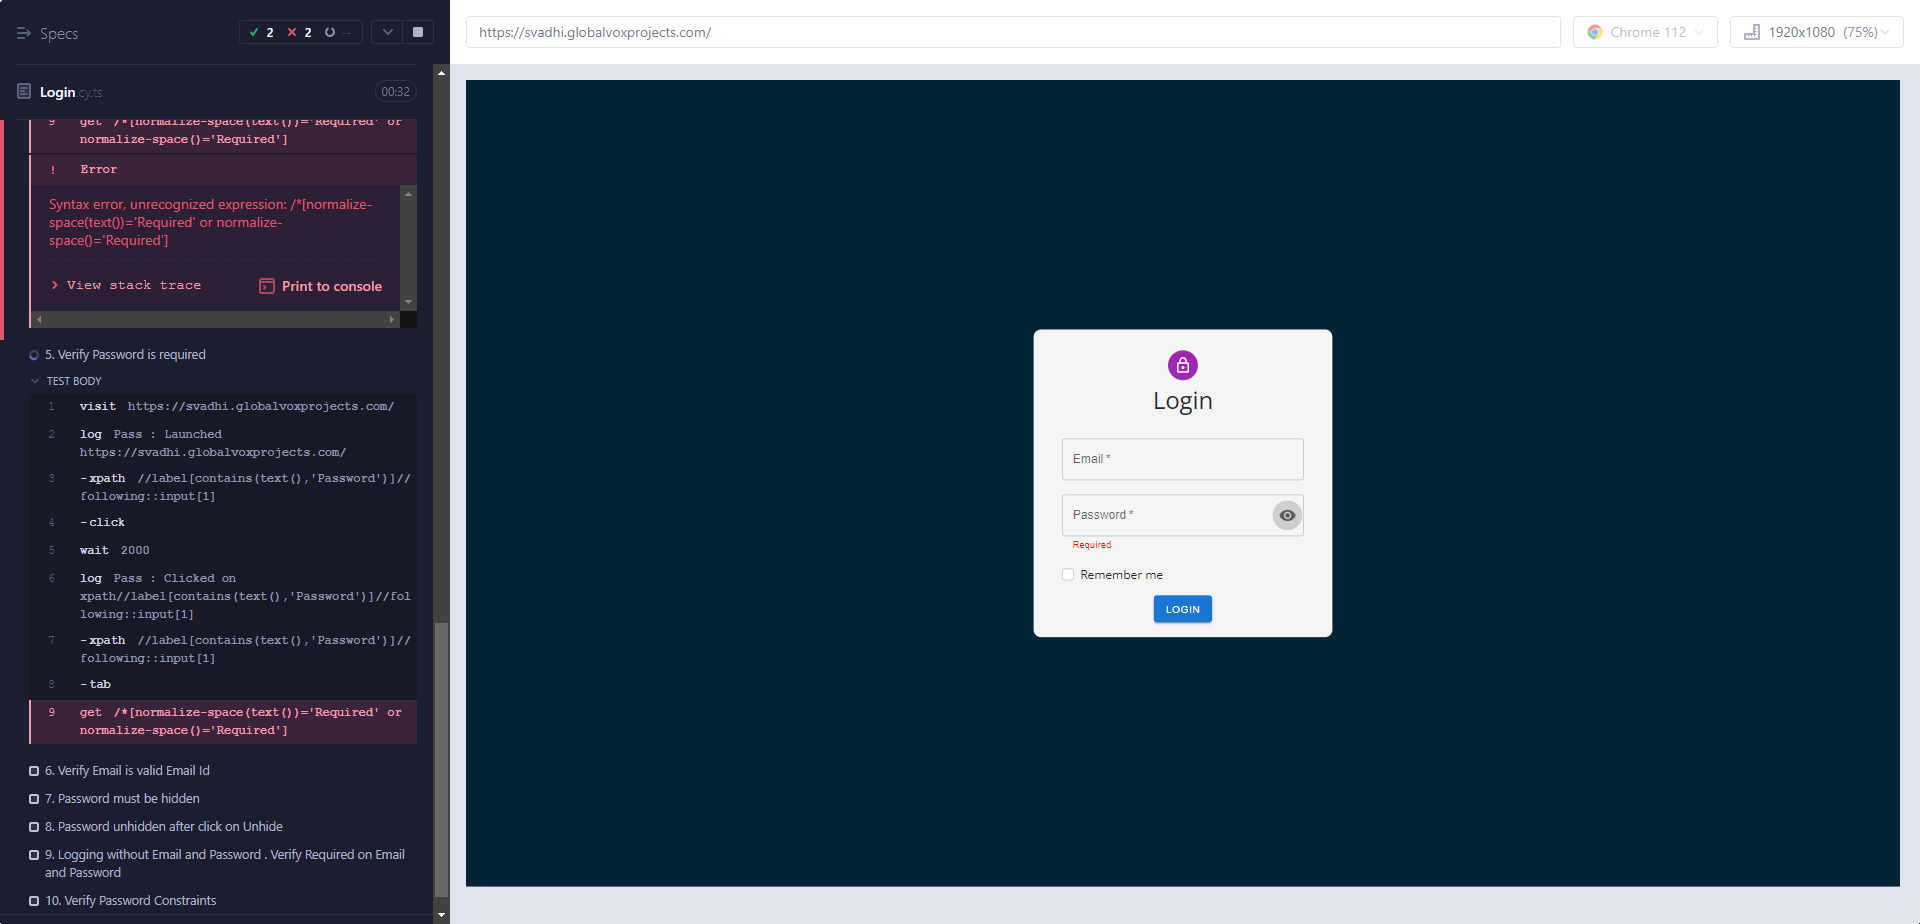 Specs
2
2
--
Login.cy.ts
00:32
9 get /*[normalize-space(text())='Required' or
normalize-space()='Required']
! Error
Syntax error, unrecognized expression: /*[normalize-
space(text())='Required' or normalize-
space()='Required']
View stack trace
Print to console
5. Verify Password is required
TEST BODY
1 visit https://svadhi.globalvoxprojects.com/
2 log Pass : Launched
https://svadhi.globalvoxprojects.com/
3 -xpath //label[contains(text(),'Password')]//
following::input[1]
4 -click
5 wait 2000
6 log Pass : Clicked on
xpath//label[contains(text(),'Password')]//fol
lowing::input[1]
7 -xpath //label[contains(text(),'Password')]//
following::input[1]
8 -tab
9 get /*[normalize-space(text())='Required' or
normalize-space()='Required']
6. Verify Email is valid Email Id
7. Password must be hidden
8. Password unhidden after click on Unhide
9. Logging without Email and Password . Verify Required on Email
and Password
10. Verify Password Constraints
https://svadhi.globalvoxprojects.com/
Chrome 112
1920x1080 (75%)
Login
Email *
Password *
Required
Remember me
LOGIN